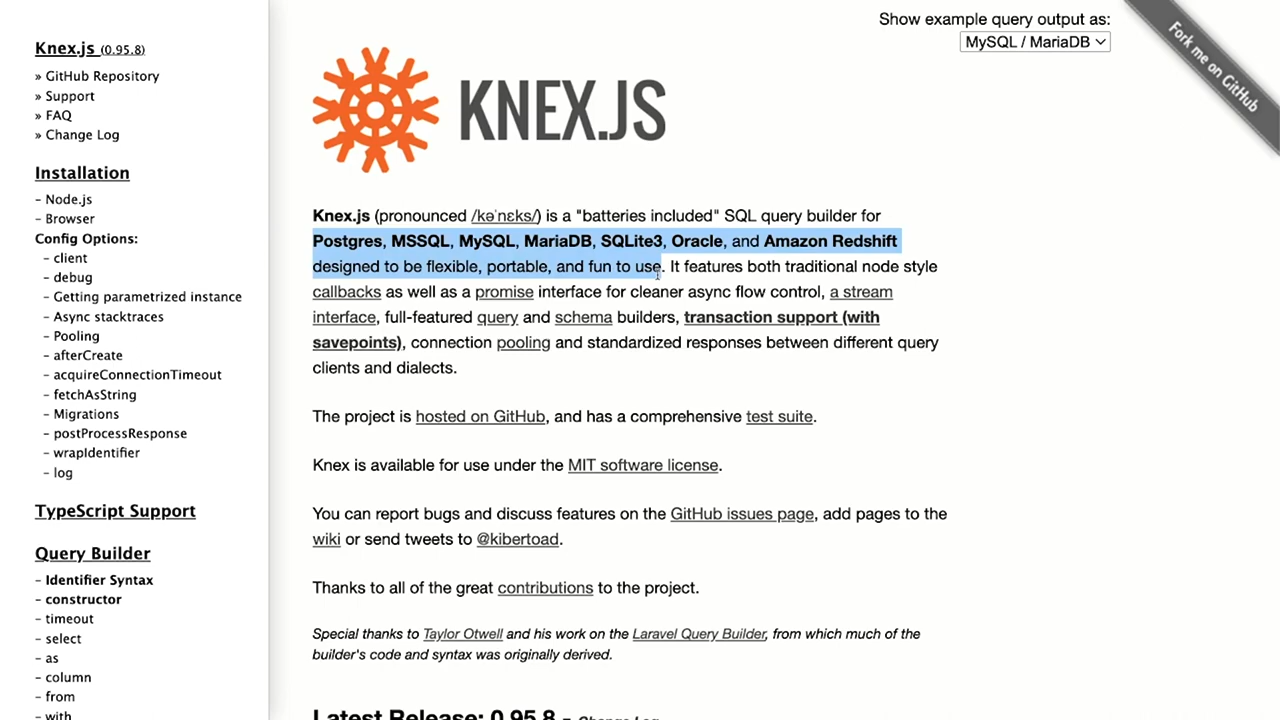 Knex.js (0.95.8)
» GitHub Repository
» Support
» FAQ
» Change Log
Installation
- Node.js
- Browser
Config Options:
- client
- debug
- Getting parametrized instance
- Async stacktraces
- Pooling
- afterCreate
- acquireConnectionTimeout
- fetchAsString
- Migrations
- postProcessResponse
- wrapIdentifier
- log
TypeScript Support
Query Builder
- Identifier Syntax
- constructor
- timeout
- select
- as
- column
- from
- with
Show example query output as:
MySQL / MariaDB
Fork me on GitHub
KNEX.JS
Knex.js (pronounced /kəˈnɛks/) is a "batteries included" SQL query builder for
Postgres, MSSQL, MySQL, MariaDB, SQLite3, Oracle, and Amazon Redshift
designed to be flexible, portable, and fun to use. It features both traditional node style
callbacks as well as a promise interface for cleaner async flow control, a stream
interface, full-featured query and schema builders, transaction support (with
savepoints), connection pooling and standardized responses between different query
clients and dialects.
The project is hosted on GitHub, and has a comprehensive test suite.
Knex is available for use under the MIT software license.
You can report bugs and discuss features on the GitHub issues page, add pages to the
wiki or send tweets to @kibertoad.
Thanks to all of the great contributions to the project.
Special thanks to Taylor Otwell and his work on the Laravel Query Builder, from which much of the
builder's code and syntax was originally derived.
Latest Release: 0.95.8 – Change Log